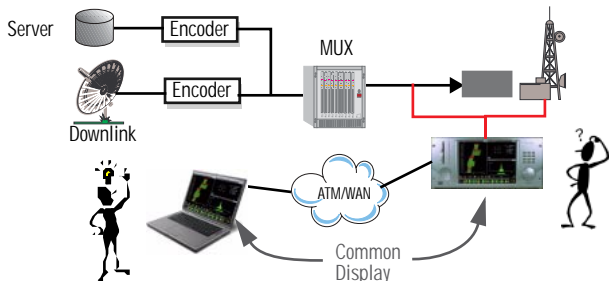 Server
Encoder
MUX
Encoder
Downlink
?
ATM/WAN
Common
Display